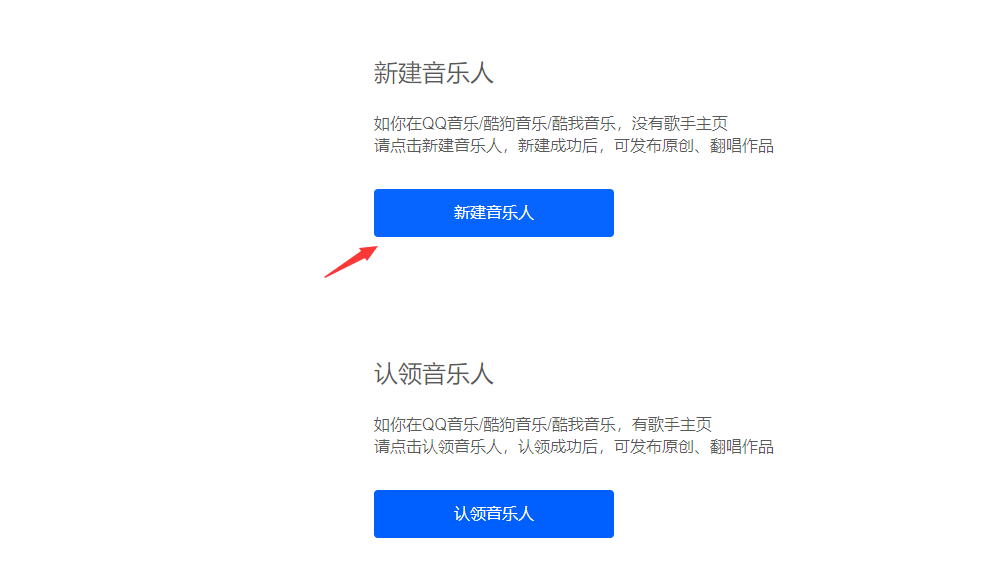 新建音乐人
如你在QQ音乐/酷狗音乐/酷我音乐，没有歌手主页
请点击新建音乐人，新建成功后，可发布原创、翻唱作品
新建音乐人
认领音乐人
如你在QQ音乐/酷狗音乐/酷我音乐，有歌手主页
请点击认领音乐人，认领成功后，可发布原创、翻唱作品
认领音乐人